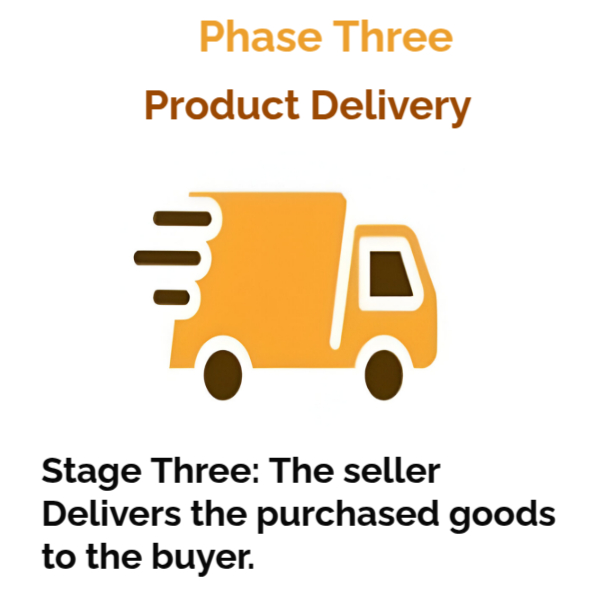 Phase Three
Product Delivery
Stage Three: The seller
Delivers the purchased goods
to the buyer.